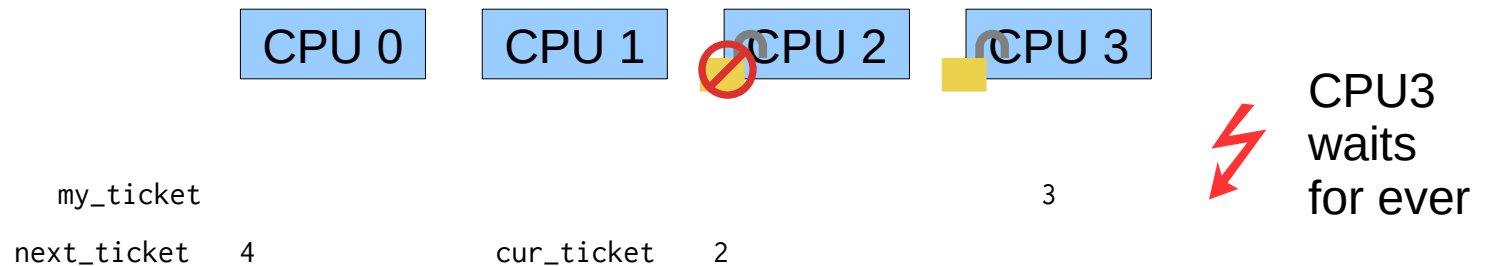 CPU 0 CPU 1 CPU 2 CPU 3
CPU3
waits
for ever
my_ticket 3
next_ticket 4 cur_ticket 2